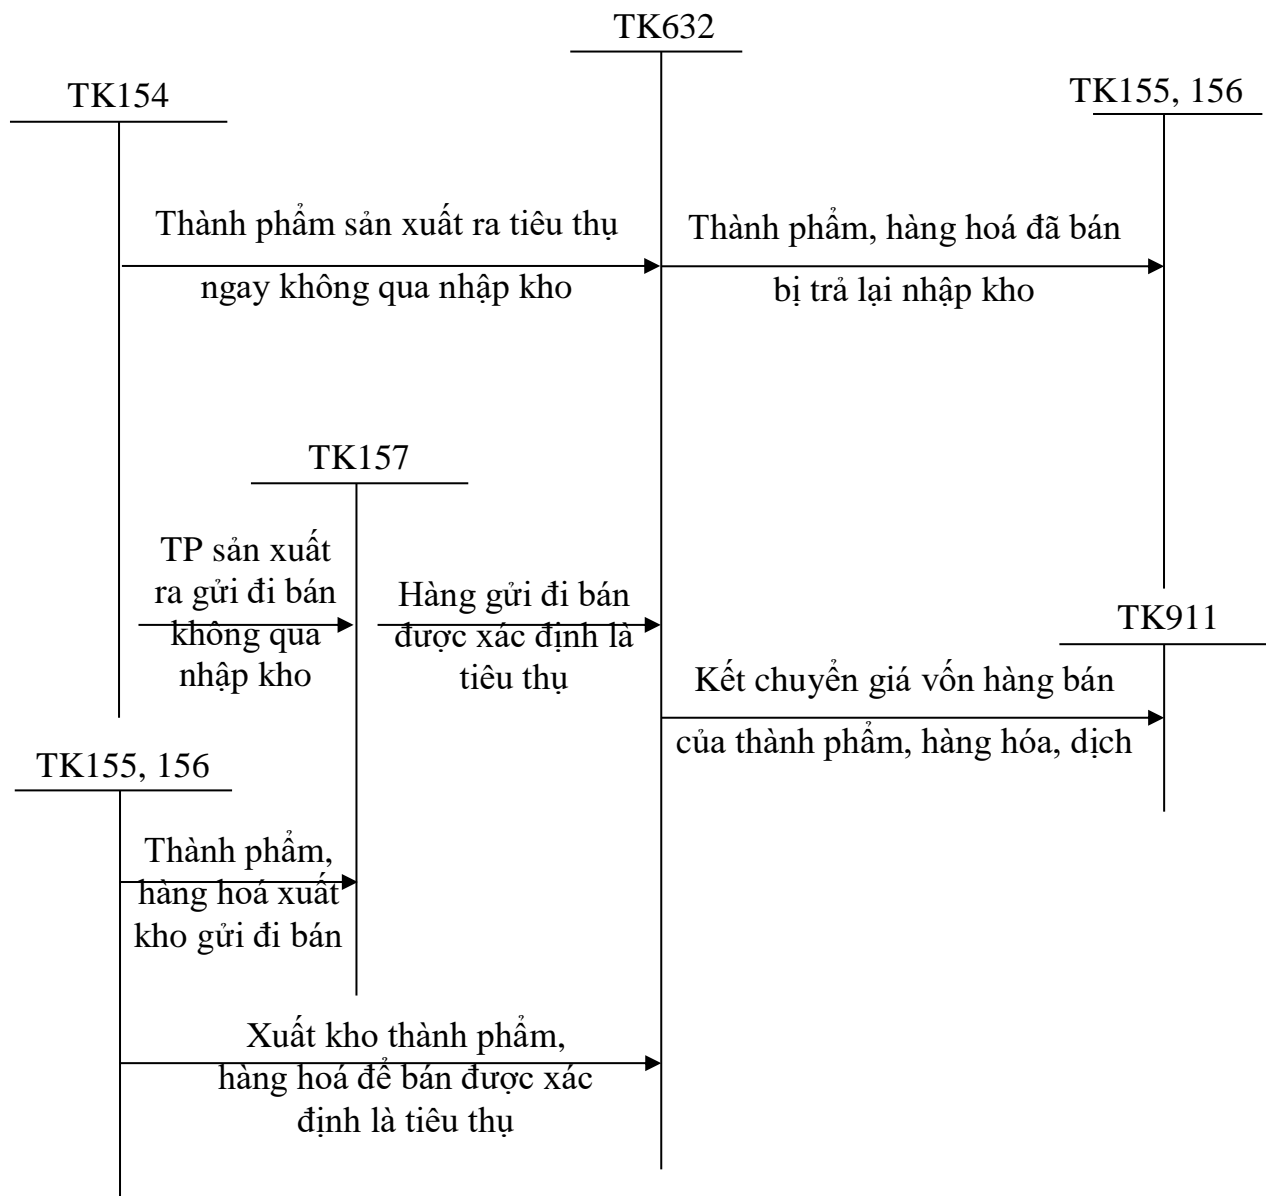 TK632
TK154
TK155, 156
Thành phẩm sản xuất ra tiêu thụ
ngay không qua nhập kho
Thành phẩm, hàng hoá đã bán
bị trả lại nhập kho
TK157
TP sản xuất
ra gửi đi bán
không qua
nhập kho
Hàng gửi đi bán
được xác định là
tiêu thụ
TK911
Kết chuyển giá vốn hàng bán
của thành phẩm, hàng hóa, dịch
TK155, 156
Thành phẩm,
hàng hoá xuất
kho gửi đi bán
Xuất kho thành phẩm,
hàng hoá để bán được xác
định là tiêu thụ